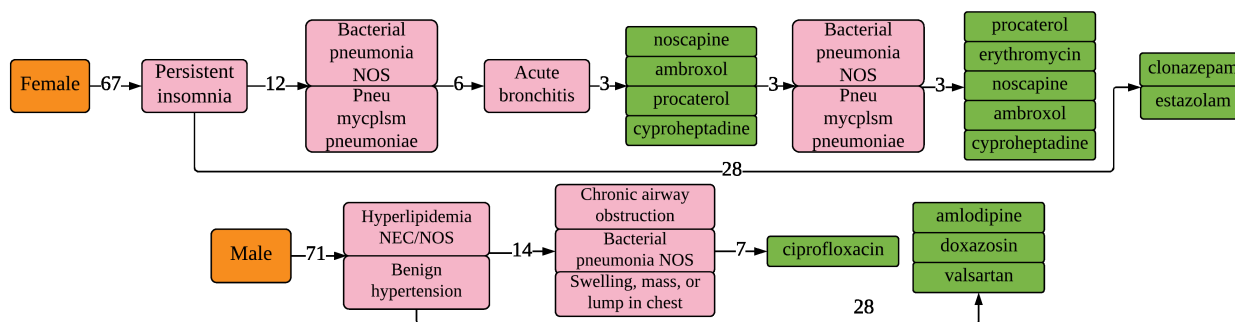 Female
67
Persistent
insomnia
12
Bacterial
pneumonia
NOS
Pneu
mycplsm
pneumoniae
6
Acute
bronchitis
3
noscapine
ambroxol
procaterol
cyproheptadine
3
Bacterial
pneumonia
NOS
Pneu
mycplsm
pneumoniae
3
procaterol
erythromycin
noscapine
ambroxol
cyproheptadine
clonazepam
estazolam
28
Male
71
Hyperlipidemia
NEC/NOS
Benign
hypertension
14
Chronic airway
obstruction
Bacterial
pneumonia NOS
Swelling, mass, or
lump in chest
7
ciprofloxacin
amlodipine
doxazosin
valsartan
28